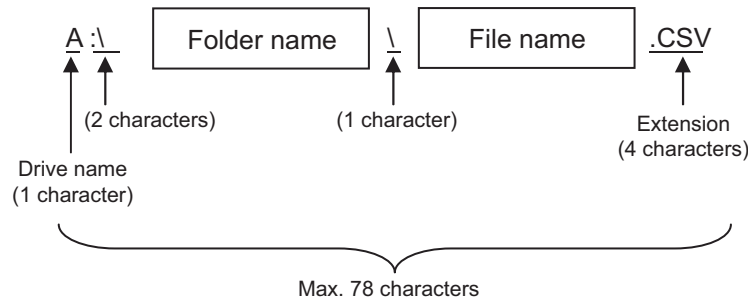 A :\ Folder name \ File name .CSV
(2 characters) (1 character)
Extension
(4 characters)
Drive name
(1 character)
Max. 78 characters